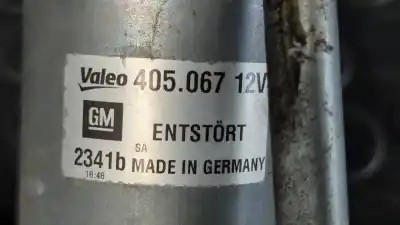 Valeo 405.067 12V
GM
ENTSTÖRT
SA
2341b MADE IN GERMANY
18:48